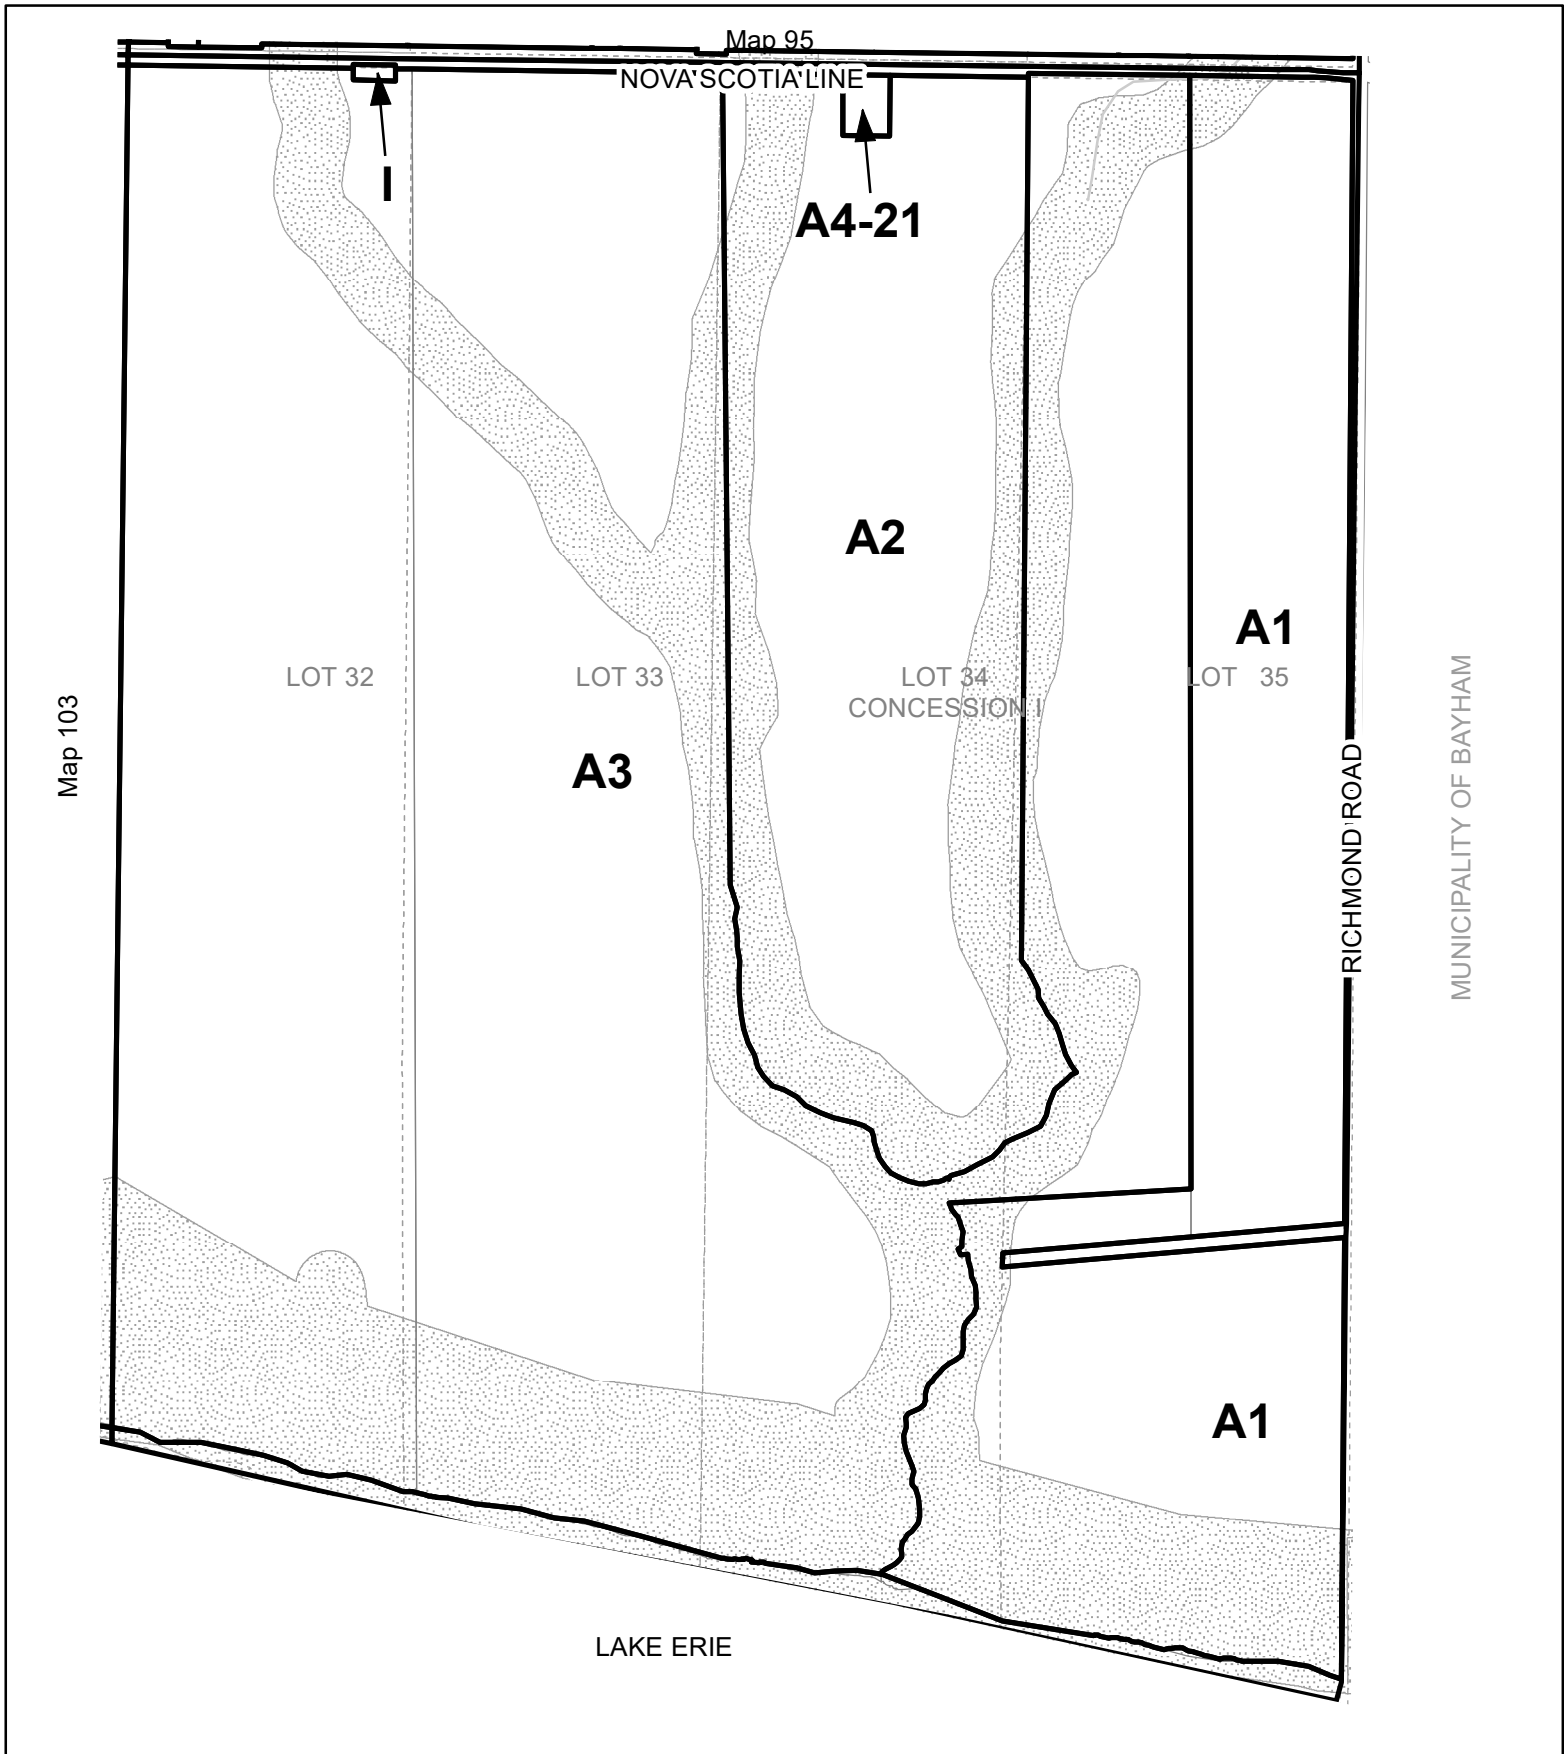 Map 95
NOVA SCOTIA LINE
I
A4-21
A2
A1
LOT 32
LOT 33
LOT 34
LOT 35
CONCESSION I
Map 103
A3
RICHMOND ROAD
MUNICIPALITY OF BAYHAM
A1
LAKE ERIE